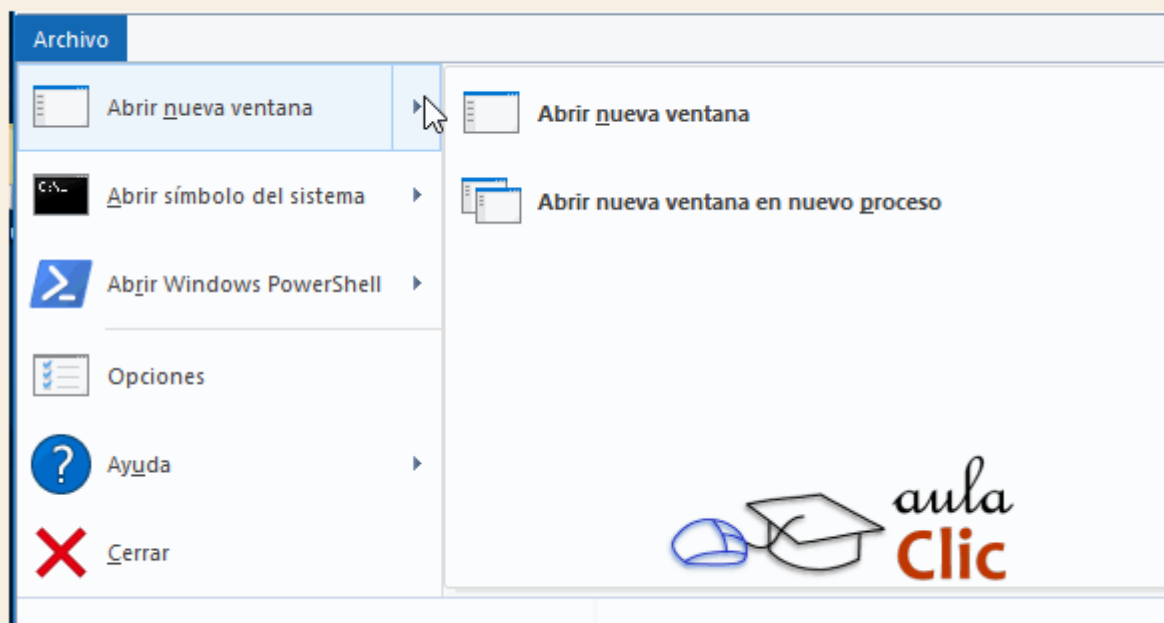 Archivo
Abrir nueva ventana
Abrir símbolo del sistema
Abrir Windows PowerShell
Opciones
Ayuda
Cerrar
Abrir nueva ventana
Abrir nueva ventana en nuevo proceso
C:\_
?
aula
Clic